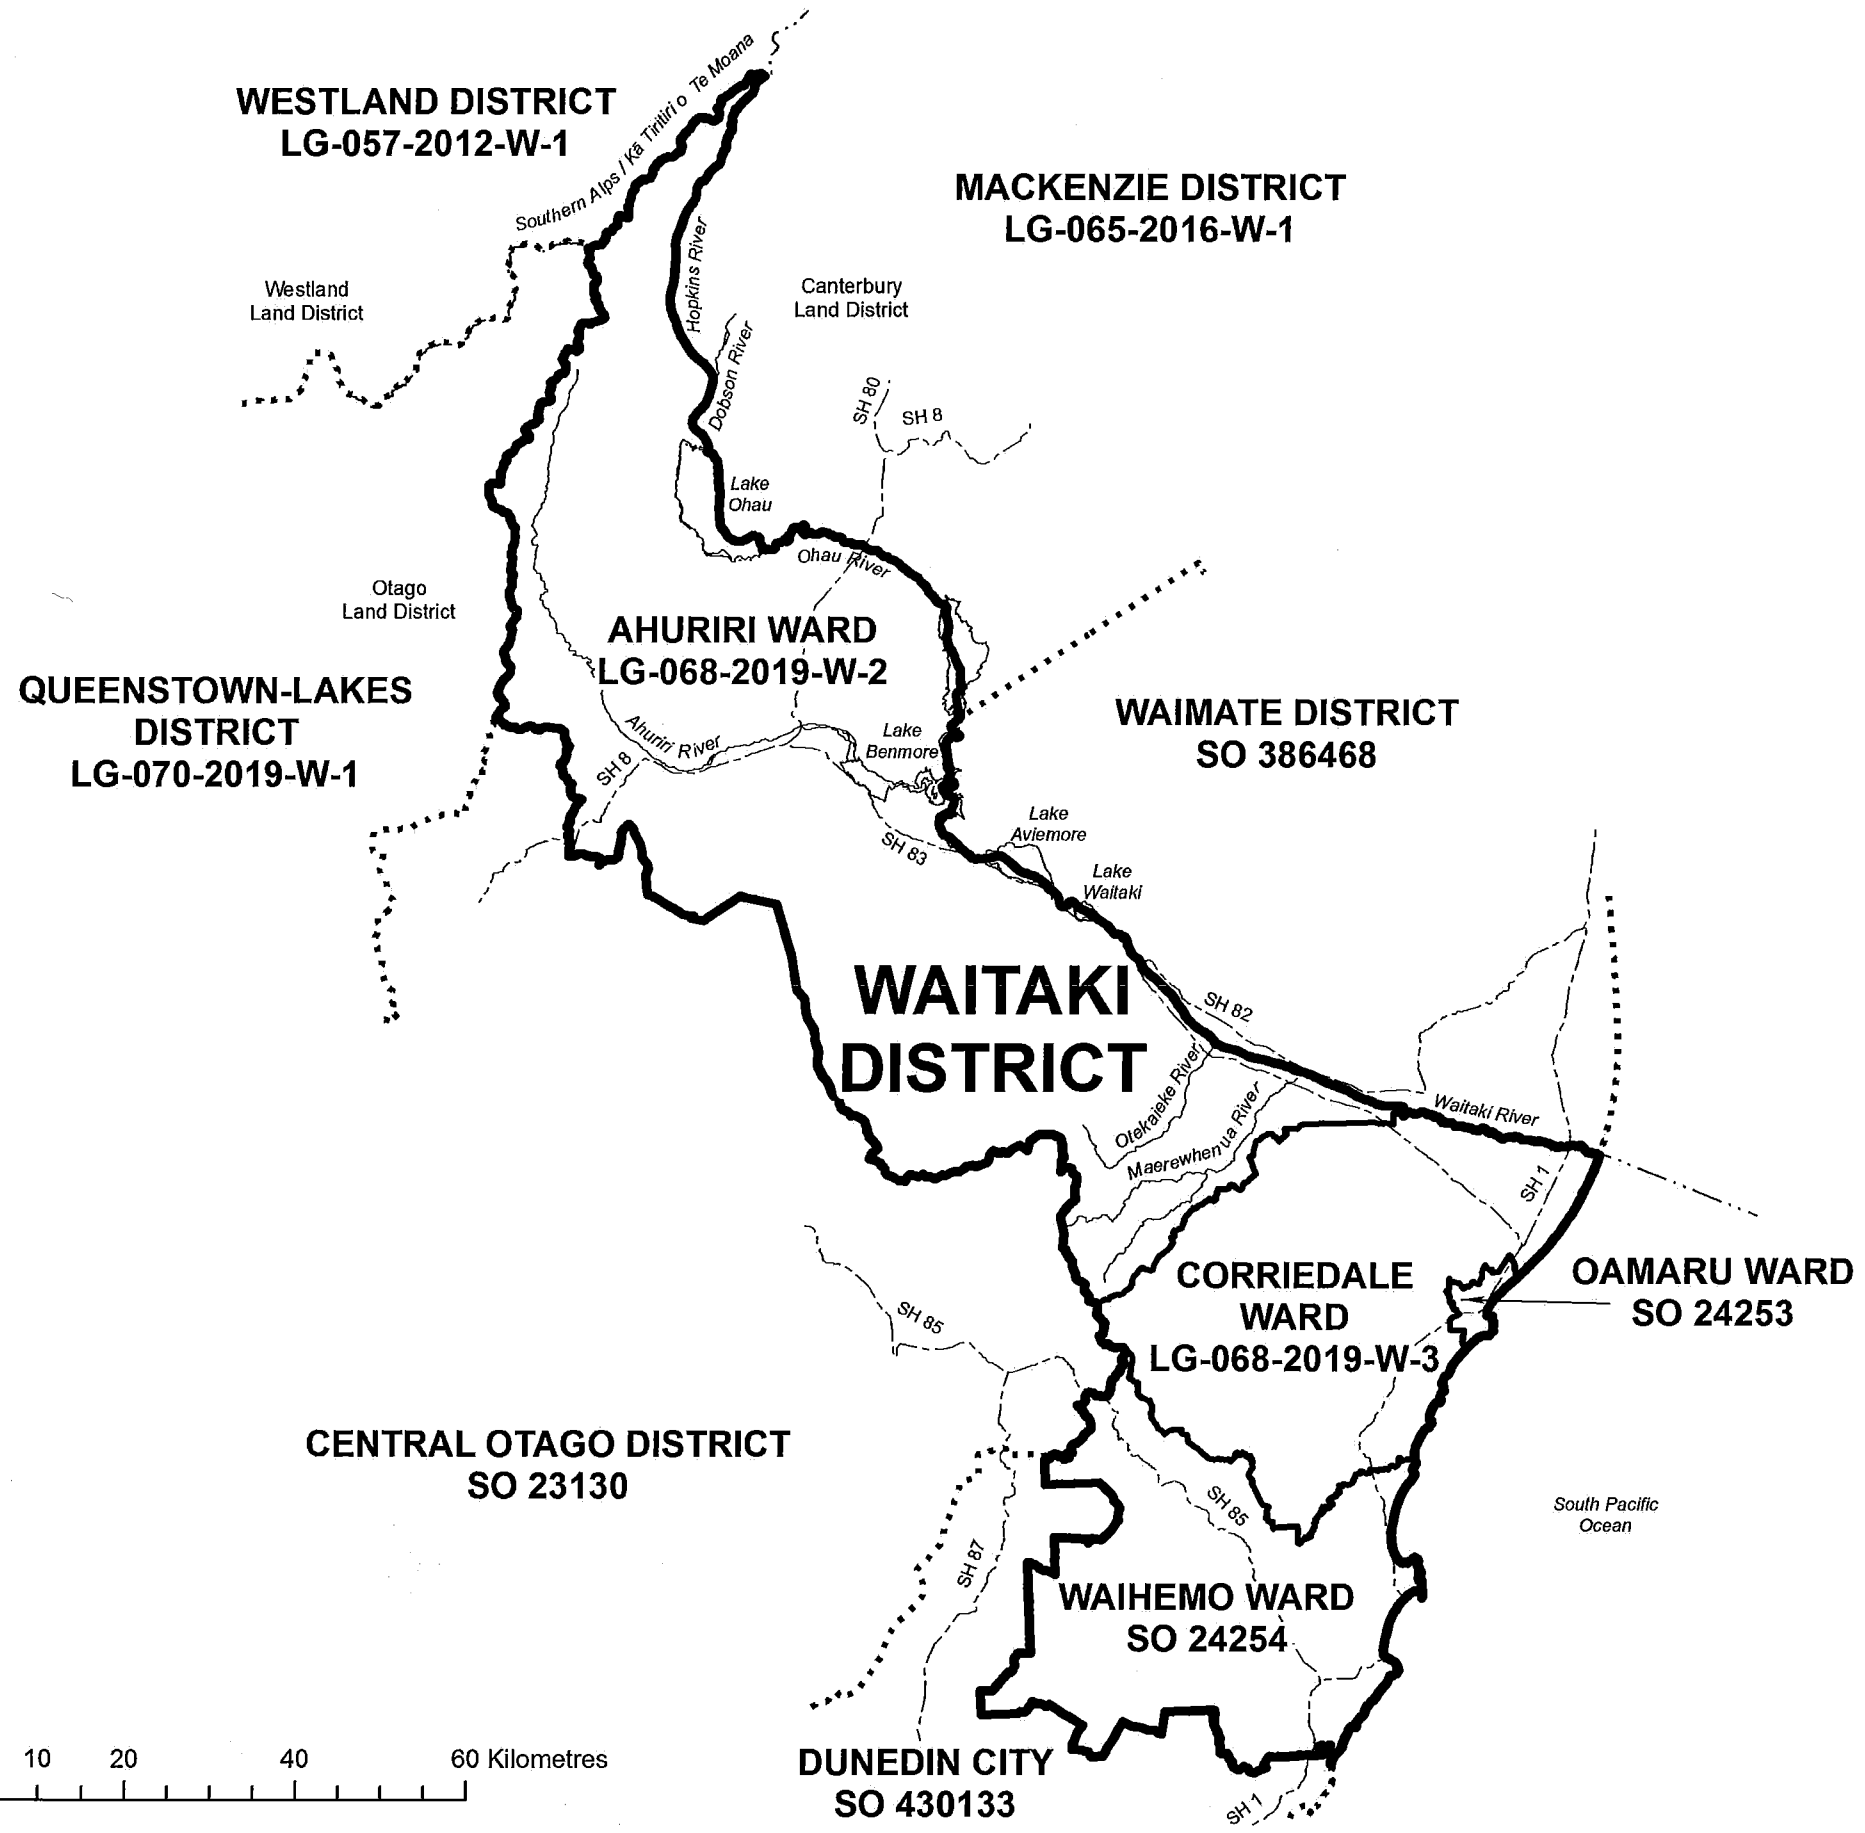 WESTLAND DISTRICT
LG-057-2012-W-1
Southern Alps / Kā Tiritiri o Te Moana
MACKENZIE DISTRICT
LG-065-2016-W-1
Westland
Land District
Hopkins River
Canterbury
Land District
Dobson River
SH 80
SH 8
Lake
Ohau
Ohau River
Otago
Land District
AHURIRI WARD
LG-068-2019-W-2
QUEENSTOWN-LAKES
DISTRICT
LG-070-2019-W-1
WAIMATE DISTRICT
SO 386468
Ahuriri River
Lake
Benmore
SH 8
SH 83
Lake
Aviemore
Lake
Waitaki
WAITAKI
DISTRICT
SH 82
Otekaieke River
Maerewhenua River
Waitaki River
SH 1
CORRIEDALE
WARD
LG-068-2019-W-3
OAMARU WARD
SO 24253
SH 85
CENTRAL OTAGO DISTRICT
SO 23130
SH 85
South Pacific
Ocean
SH 87
WAIHEMO WARD
SO 24254
10 20 40 60 Kilometres
DUNEDIN CITY
SO 430133
SH 1